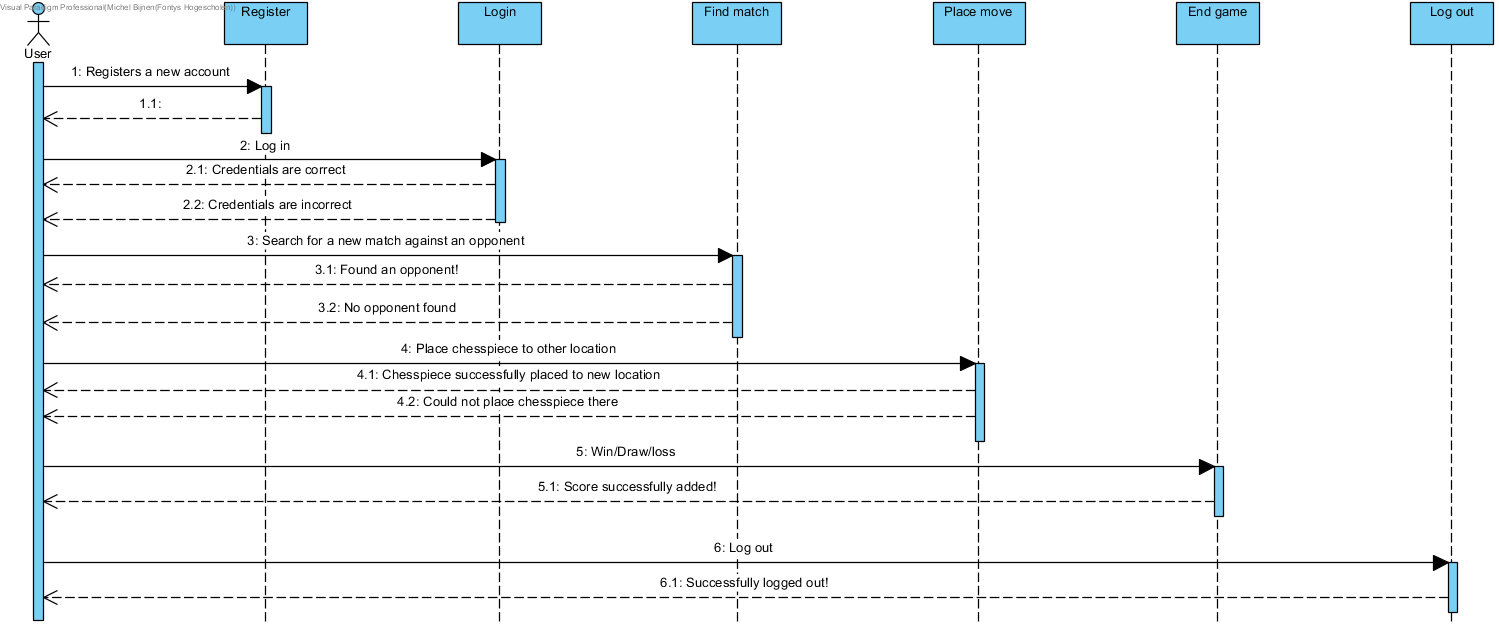 Visual Paradigm Professional(Michel Bijnen(Fontys Hogescholen))
User
Register
Login
Find match
Place move
End game
Log out
1: Registers a new account
1.1:
2: Log in
2.1: Credentials are correct
2.2: Credentials are incorrect
3: Search for a new match against an opponent
3.1: Found an opponent!
3.2: No opponent found
4: Place chesspiece to other location
4.1: Chesspiece successfully placed to new location
4.2: Could not place chesspiece there
5: Win/Draw/loss
5.1: Score successfully added!
6: Log out
6.1: Successfully logged out!